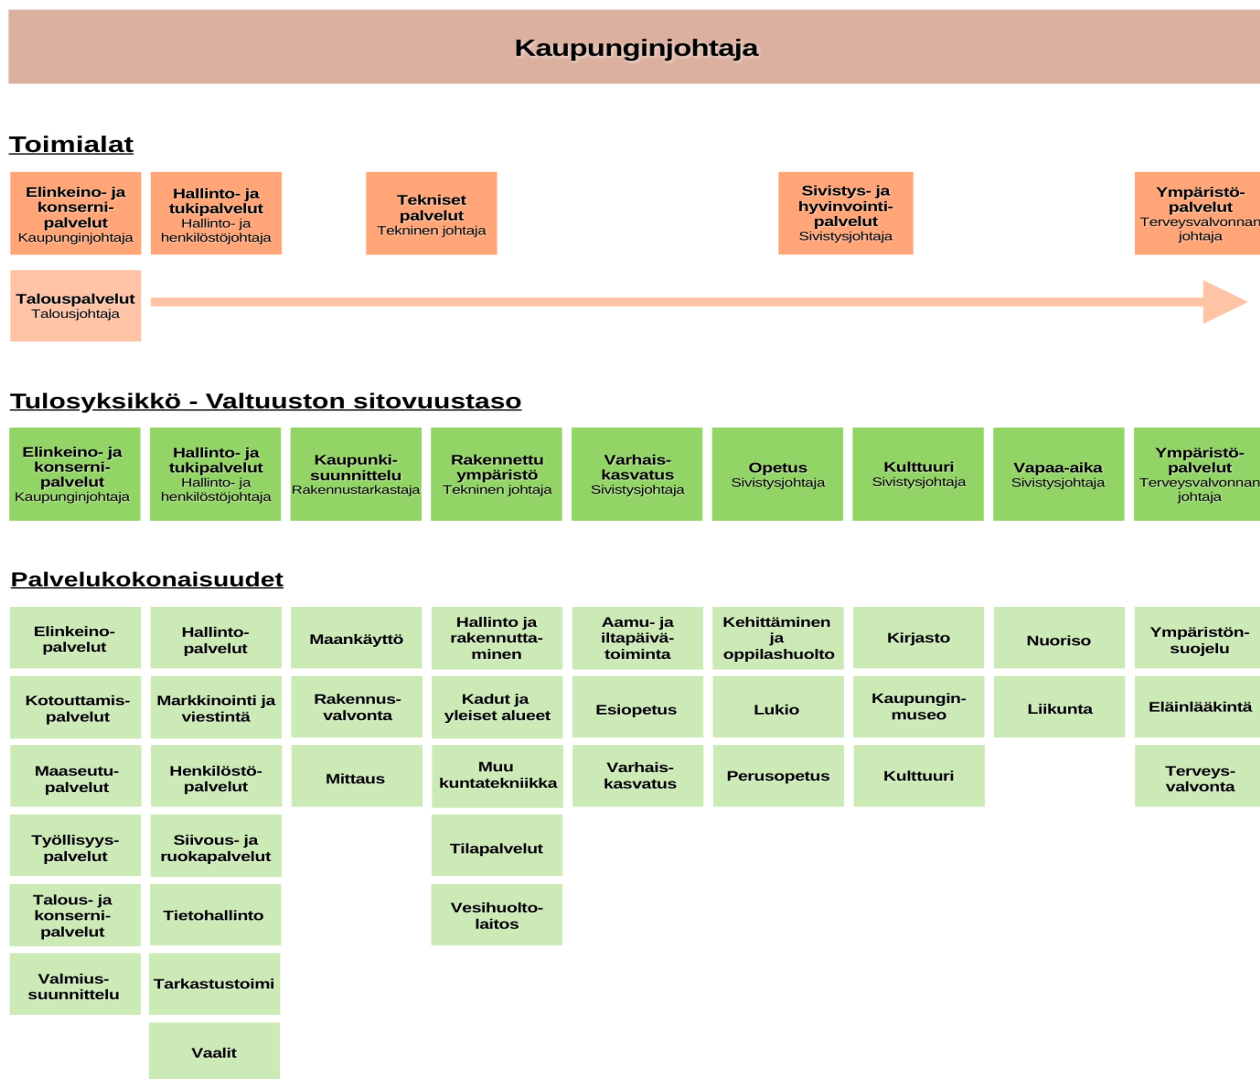 Kaupunginjohtaja
Toimialat
Elinkeino- ja
konserni-
palvelut
Kaupunginjohtaja
Hallinto- ja
tukipalvelut
Hallinto- ja
henkilöstöjohtaja
Tekniset
palvelut
Tekninen johtaja
Sivistys- ja
hyvinvointi-
palvelut
Sivistysjohtaja
Ympäristö-
palvelut
Terveysvalvonnan
johtaja
Talouspalvelut
Talousjohtaja
Tulosyksikkö - Valtuuston sitovuustaso
Elinkeino- ja
konserni-
palvelut
Kaupunginjohtaja
Hallinto- ja
tukipalvelut
Hallinto- ja
henkilöstöjohtaja
Kaupunki-
suunnittelu
Rakennustarkastaja
Rakennettu
ympäristö
Tekninen johtaja
Varhais-
kasvatus
Sivistysjohtaja
Opetus
Sivistysjohtaja
Kulttuuri
Sivistysjohtaja
Vapaa-aika
Sivistysjohtaja
Ympäristö-
palvelut
Terveysvalvonnan
johtaja
Palvelukokonaisuudet
Elinkeino-
palvelut
Hallinto-
palvelut
Maankäyttö
Hallinto ja
rakennutta-
minen
Aamu- ja
iltapäivä-
toiminta
Kehittäminen
ja
oppilashuolto
Kirjasto
Nuoriso
Ympäristön-
suojelu
Kotouttamis-
palvelut
Markkinointi ja
viestintä
Rakennus-
valvonta
Kadut ja
yleiset alueet
Esiopetus
Lukio
Kaupungin-
museo
Liikunta
Eläinlääkintä
Maaseutu-
palvelut
Henkilöstö-
palvelut
Mittaus
Muu
kuntatekniikka
Varhais-
kasvatus
Perusopetus
Kulttuuri
Terveys-
valvonta
Työllisyys-
palvelut
Siivous- ja
ruokapalvelut
Tilapalvelut
Talous- ja
konserni-
palvelut
Tietohallinto
Vesihuolto-
laitos
Valmius-
suunnittelu
Tarkastustoimi
Vaalit